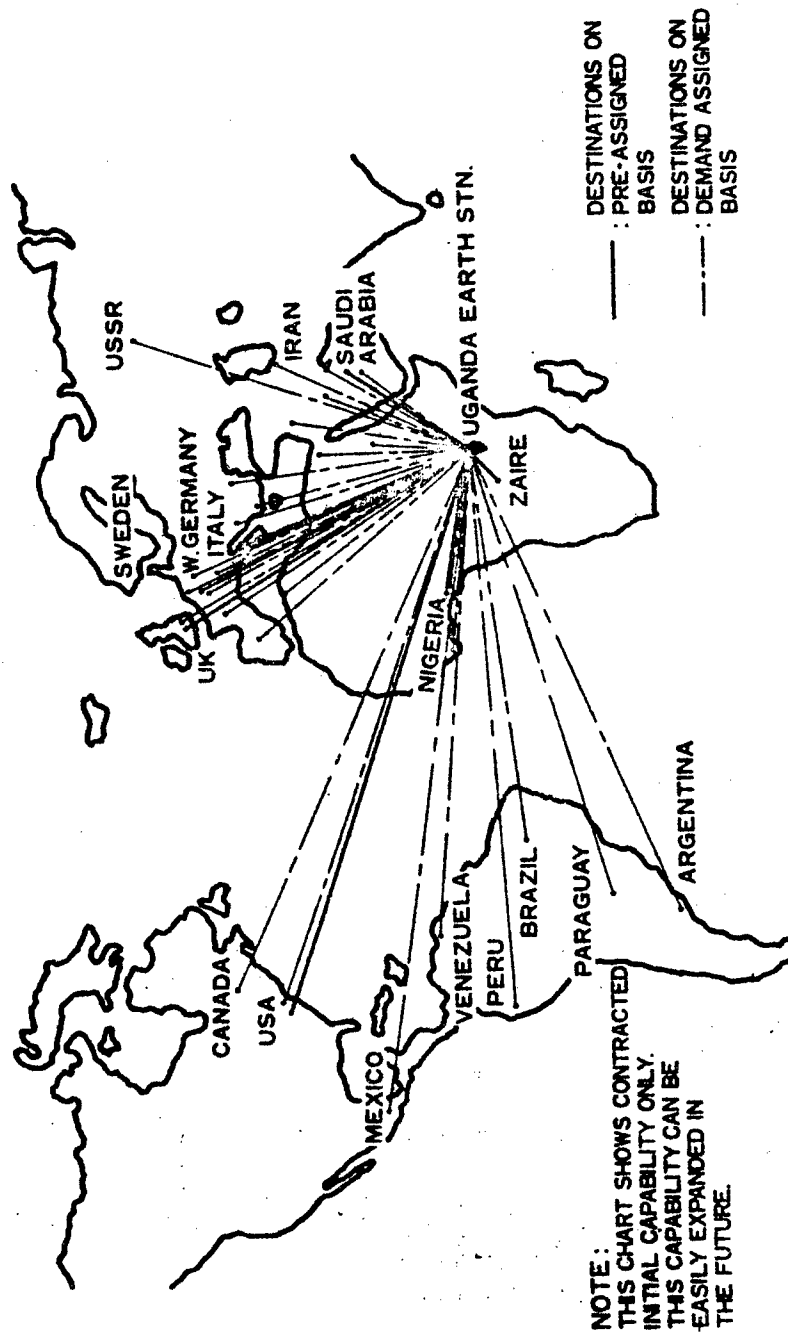 USSR
SWEDEN
W. GERMANY
ITALY
UK
IRAN
SAUDI
ARABIA
CANADA
USA
MEXICO
NIGERIA
UGANDA EARTH STN.
ZAIRE
VENEZUELA
PERU
BRAZIL
PARAGUAY
ARGENTINA
NOTE :
THIS CHART SHOWS CONTRACTED
INITIAL CAPABILITY ONLY.
THIS CAPABILITY CAN BE
EASILY EXPANDED IN
THE FUTURE.
DESTINATIONS ON
: PRE-ASSIGNED
BASIS
DESTINATIONS ON
: DEMAND ASSIGNED
BASIS